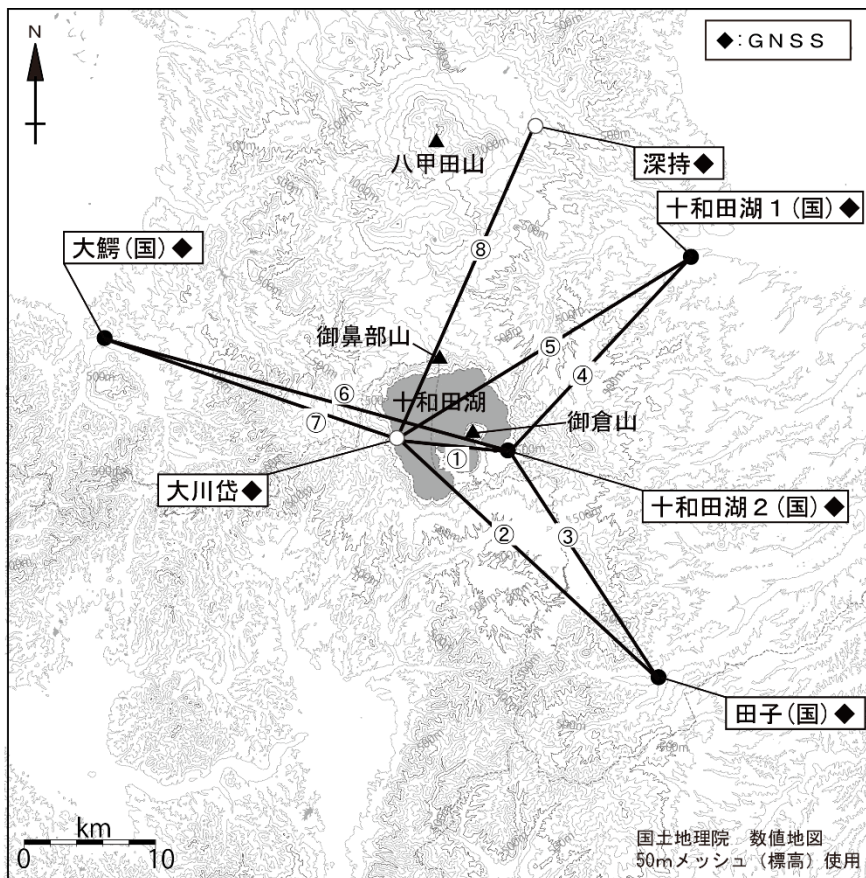 N
◆:GNSS
500m
1000m
八甲田山
深持◆
十和田湖1(国)◆
大鰐(国)◆
⑧
御鼻部山
⑤
④
⑥
十和田湖
⑦
御倉山
①
大川岱◆
十和田湖2(国)◆
②
③
田子(国)◆
km
0 10
国土地理院 数値地図
50mメッシュ(標高)使用